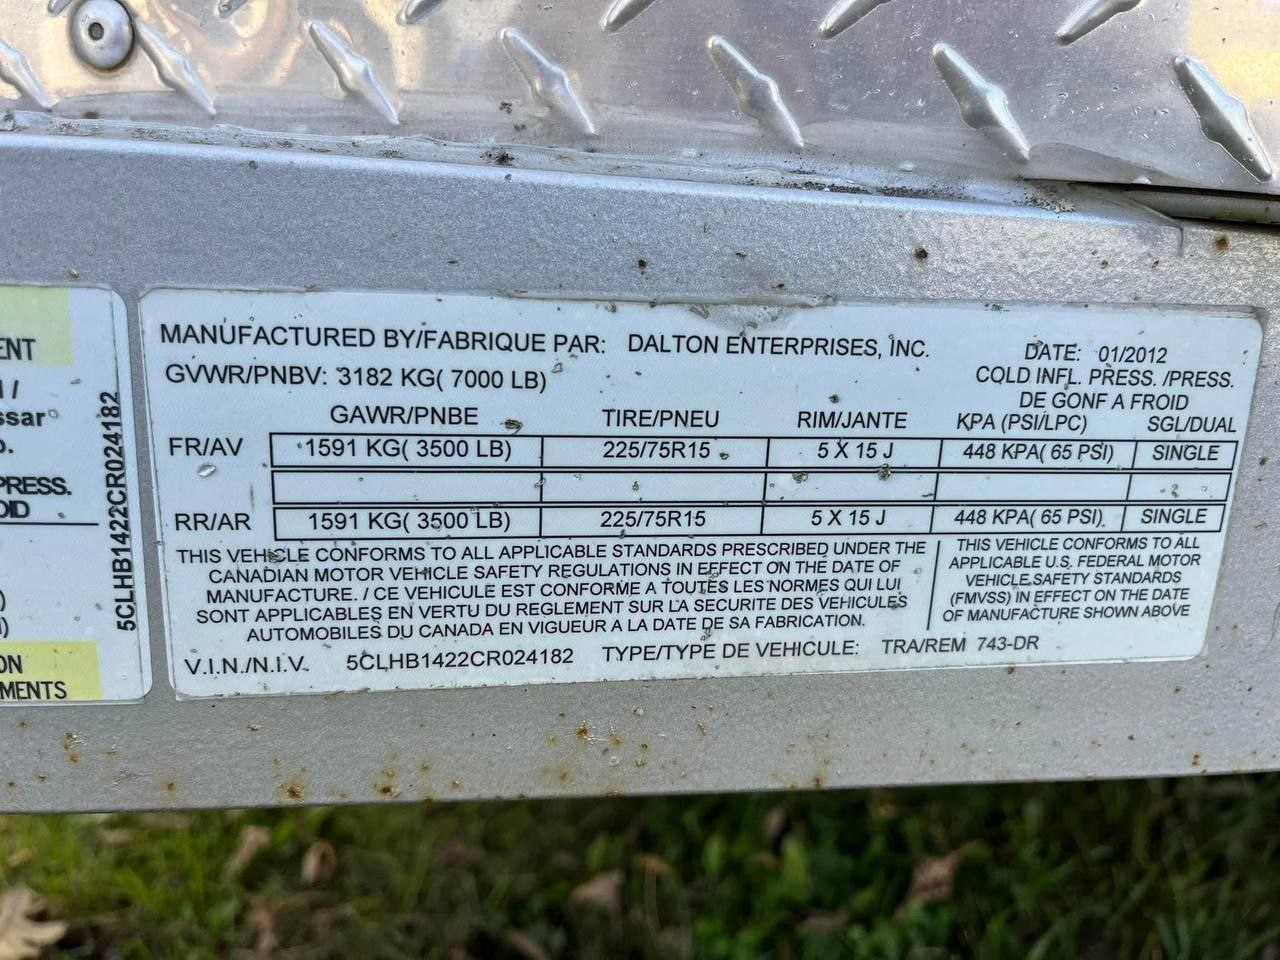 ENT
ssar
PRESS.
OID
ON
MENTS
5CLHB1422CR024182
MANUFACTURED BY/FABRIQUE PAR: DALTON ENTERPRISES, INC. DATE: 01/2012
GVWR/PNBV: 3182 KG( 7000 LB) COLD INFL. PRESS. /PRESS.
DE GONF A FROID
GAWR/PNBE TIRE/PNEU RIM/JANTE KPA (PSI/LPC) SGL/DUAL
FR/AV 1591 KG( 3500 LB) 225/75R15 5 X 15 J 448 KPA( 65 PSI) SINGLE
RR/AR 1591 KG( 3500 LB) 225/75R15 5 X 15 J 448 KPA( 65 PSI) SINGLE
THIS VEHICLE CONFORMS TO ALL APPLICABLE STANDARDS PRESCRIBED UNDER THE
CANADIAN MOTOR VEHICLE SAFETY REGULATIONS IN EFFECT ON THE DATE OF
MANUFACTURE. / CE VEHICULE EST CONFORME A TOUTES LES NORMES QUI LUI
SONT APPLICABLES EN VERTU DU REGLEMENT SUR LA SECURITE DES VEHICULES
AUTOMOBILES DU CANADA EN VIGUEUR A LA DATE DE SA FABRICATION.
THIS VEHICLE CONFORMS TO ALL
APPLICABLE U.S. FEDERAL MOTOR
VEHICLE SAFETY STANDARDS
(FMVSS) IN EFFECT ON THE DATE
OF MANUFACTURE SHOWN ABOVE
V.I.N./N.I.V. 5CLHB1422CR024182 TYPE/TYPE DE VEHICULE: TRA/REM 743-DR